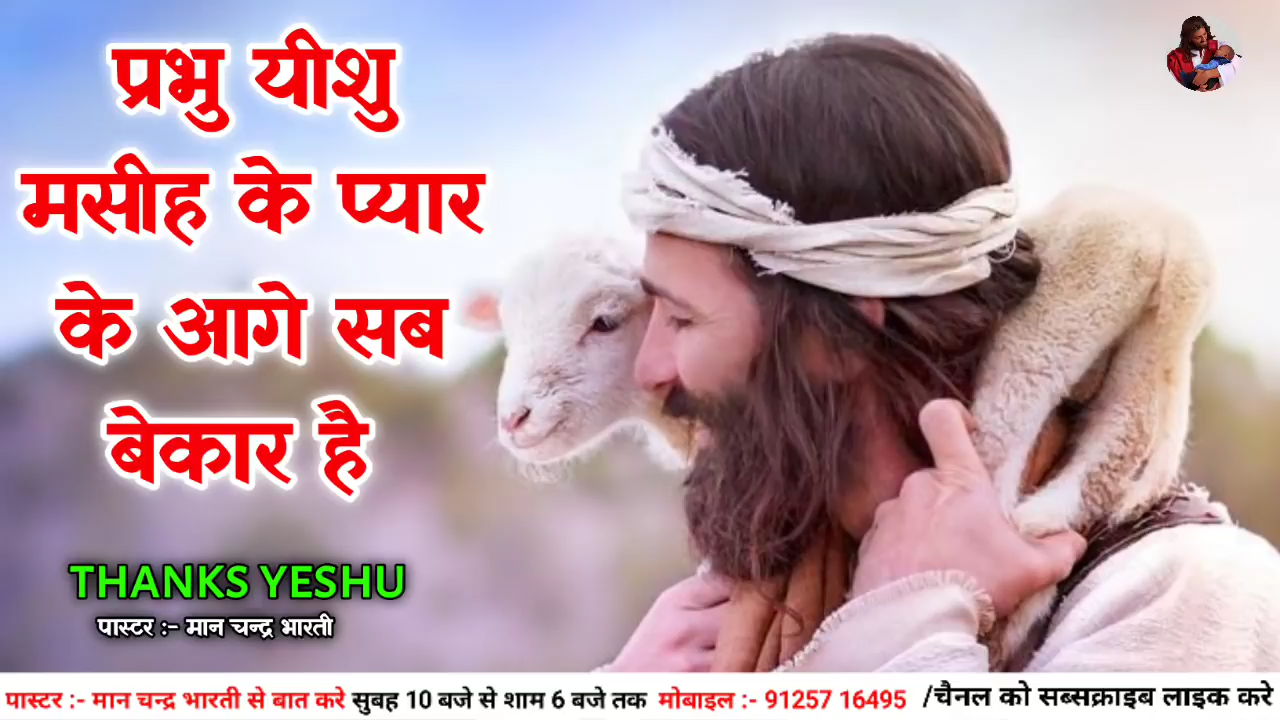 प्रभु यीशु
मसीह के प्यार
के आगे सब
बेकार है
THANKS YESHU
पास्टर :- मान चन्द्र भारती
पास्टर :- मान चन्द्र भारती से बात करे सुबह 10 बजे से शाम 6 बजे तक मोबाइल :- 91257 16495 /चैनल को सब्सक्राइब लाइक करे